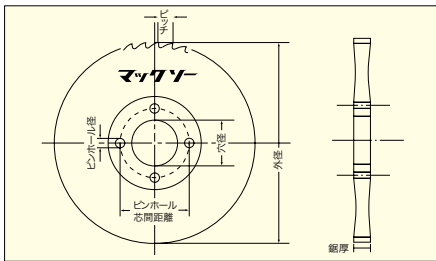 ピッチ
マックソー
ピンホール径
穴径
外径
ピンホール
芯間距離
鋸厚